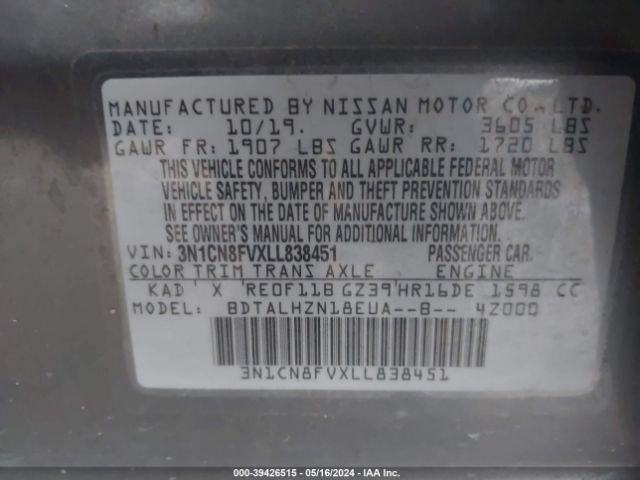 MANUFACTURED BY NISSAN MOTOR CO., LTD.
DATE: 10/19. GVWR: 3605 LBS
GAWR FR: 1907 LBS GAWR RR: 1720 LBS
THIS VEHICLE CONFORMS TO ALL APPLICABLE FEDERAL MOTOR
VEHICLE SAFETY, BUMPER AND THEFT PREVENTION STANDARDS
IN EFFECT ON THE DATE OF MANUFACTURE SHOWN ABOVE.
SEE OWNER'S MANUAL FOR ADDITIONAL INFORMATION.
VIN: 3N1CN8FVXLL838451 PASSENGER CAR.
COLOR TRIM TRANS AXLE ENGINE
KAD X RE0F11B GZ39 HR16DE 1598 CC
MODEL: BDTALHZN18EUA--B-- 4Z000
3N1CN8FVXLL838451
000-39426515 - 05/16/2024 - IAA Inc.